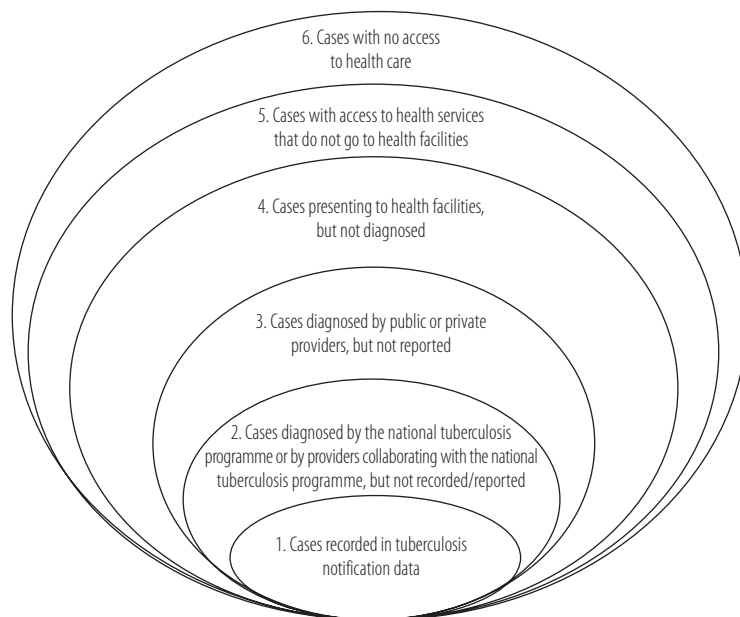 6. Cases with no access
to health care
5. Cases with access to health services
that do not go to health facilities
4. Cases presenting to health facilities,
but not diagnosed
3. Cases diagnosed by public or private
providers, but not reported
2. Cases diagnosed by the national tuberculosis
programme or by providers collaborating with the national
tuberculosis programme, but not recorded/reported
1. Cases recorded in tuberculosis
notification data